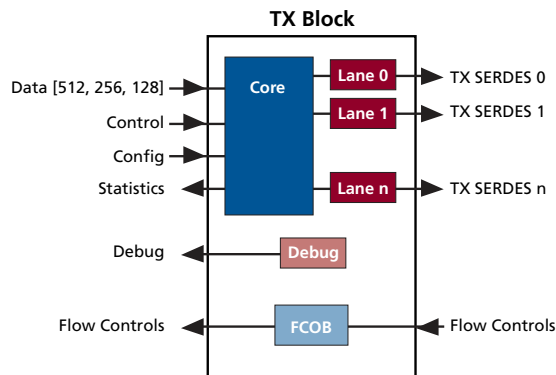 TX Block
Data [512, 256, 128]
Control
Config
Statistics
Core
Lane 0
Lane 1
Lane n
TX SERDES 0
TX SERDES 1
TX SERDES n
Debug
Debug
Flow Controls
FCOB
Flow Controls